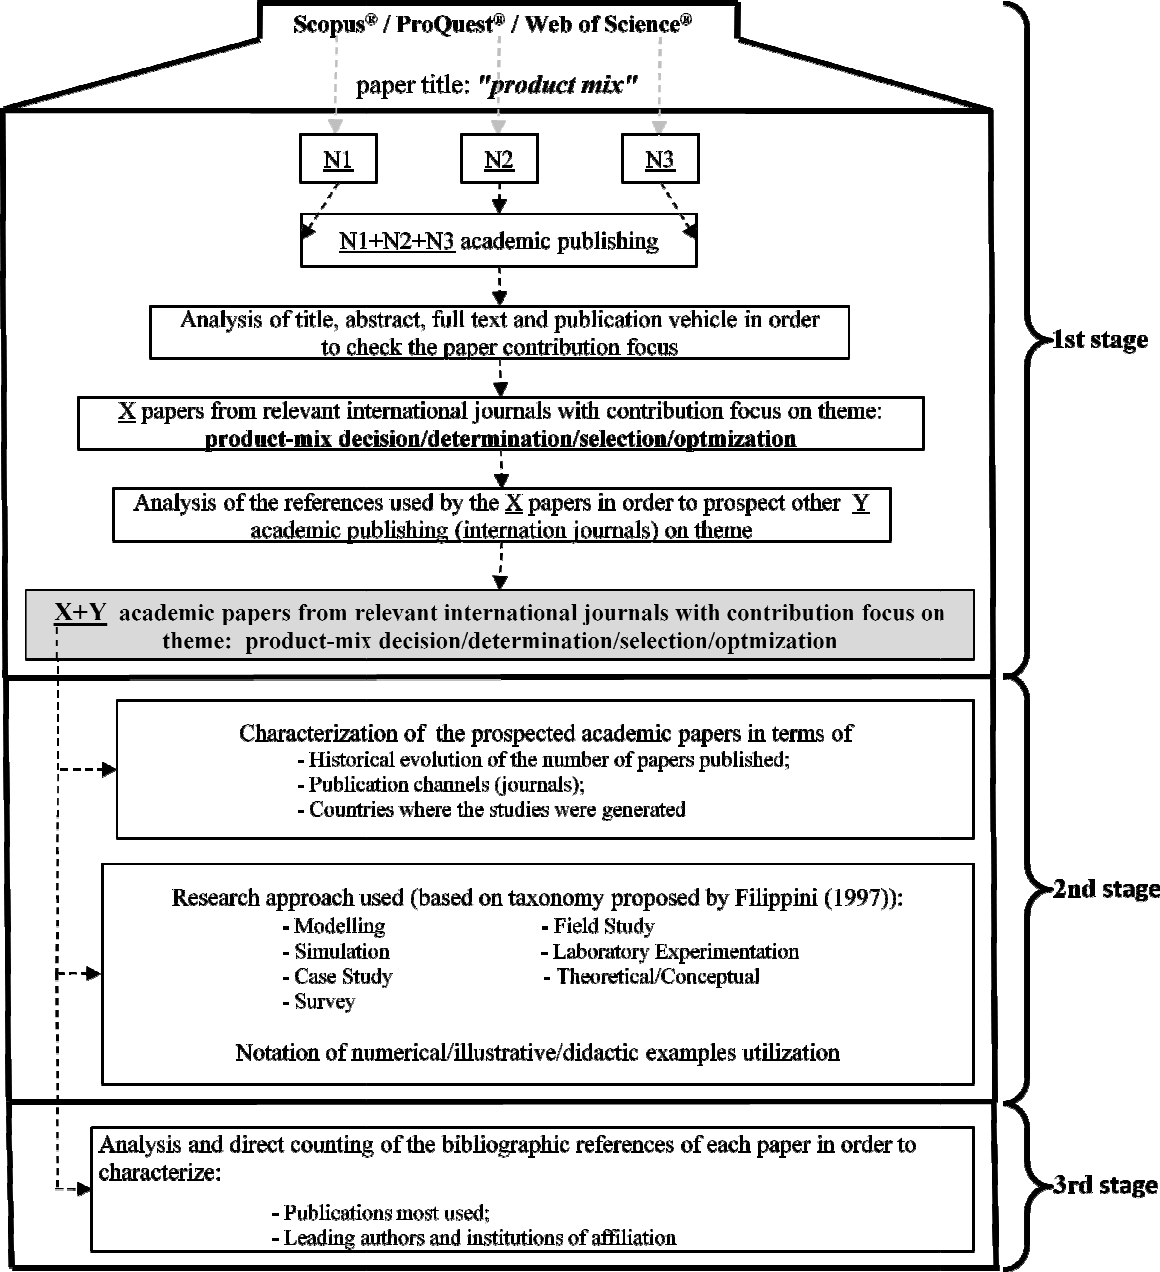 Scopus® / ProQuest® / Web of Science®
paper title: "product mix"
N1
N2
N3
N1+N2+N3 academic publishing
Analysis of title, abstract, full text and publication vehicle in order
to check the paper contribution focus
X papers from relevant international journals with contribution focus on theme:
product-mix decision/determination/selection/optmization
Analysis of the references used by the X papers in order to prospect other Y
academic publishing (internation journals) on theme
X+Y academic papers from relevant international journals with contribution focus on
theme: product-mix decision/determination/selection/optmization
1st stage
Characterization of the prospected academic papers in terms of
- Historical evolution of the number of papers published;
- Publication channels (journals);
- Countries where the studies were generated
Research approach used (based on taxonomy proposed by Filippini (1997)):
- Modelling
- Simulation
- Case Study
- Survey
- Field Study
- Laboratory Experimentation
- Theoretical/Conceptual
Notation of numerical/illustrative/didactic examples utilization
2nd stage
Analysis and direct counting of the bibliographic references of each paper in order to
characterize:
- Publications most used;
- Leading authors and institutions of affiliation
3rd stage